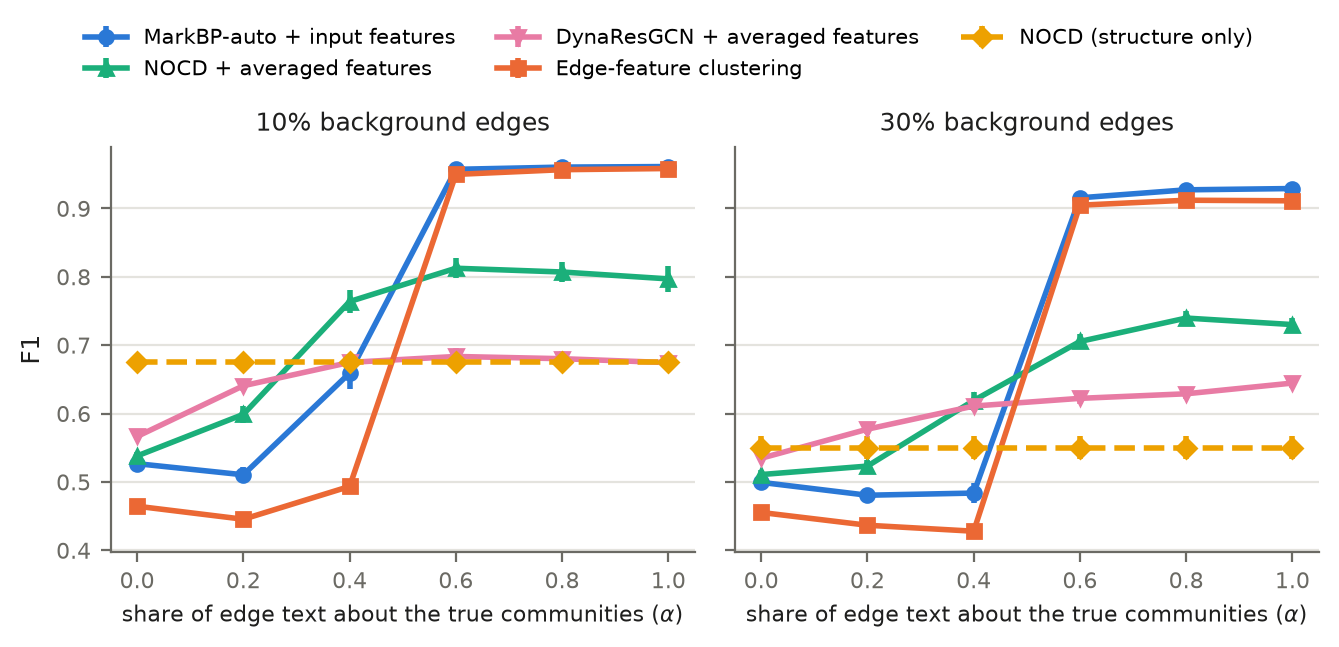 MarkBP-auto + input features
DynaResGCN + averaged features
NOCD (structure only)
NOCD + averaged features
Edge-feature clustering
10% background edges
30% background edges
F1
0.9
0.8
0.7
0.6
0.5
0.4
0.0 0.2 0.4 0.6 0.8 1.0
0.0 0.2 0.4 0.6 0.8 1.0
share of edge text about the true communities (α)
share of edge text about the true communities (α)